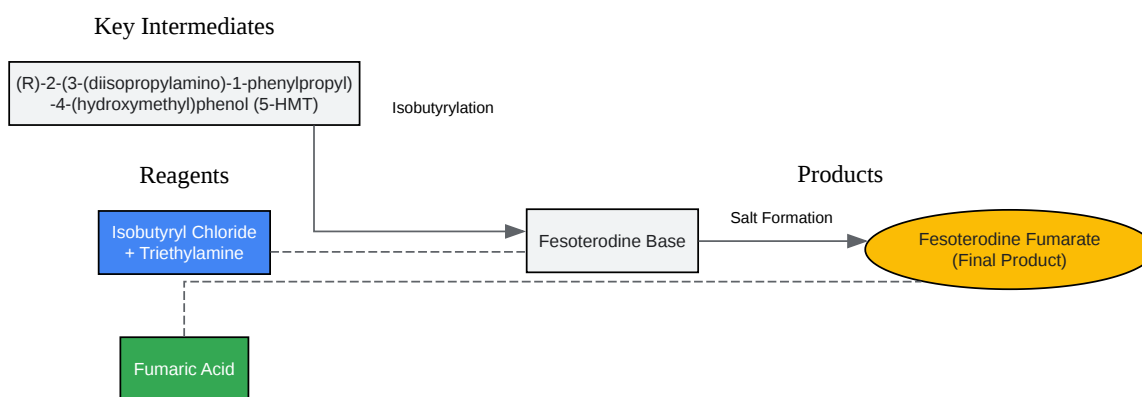 Key Intermediates
(R)-2-(3-(diisopropylamino)-1-phenylpropyl)
-4-(hydroxymethyl)phenol (5-HMT)
Isobutyrylation
Reagents
Products
Isobutyryl Chloride
+ Triethylamine
Fesoterodine Base
Salt Formation
Fesoterodine Fumarate
(Final Product)
Fumaric Acid